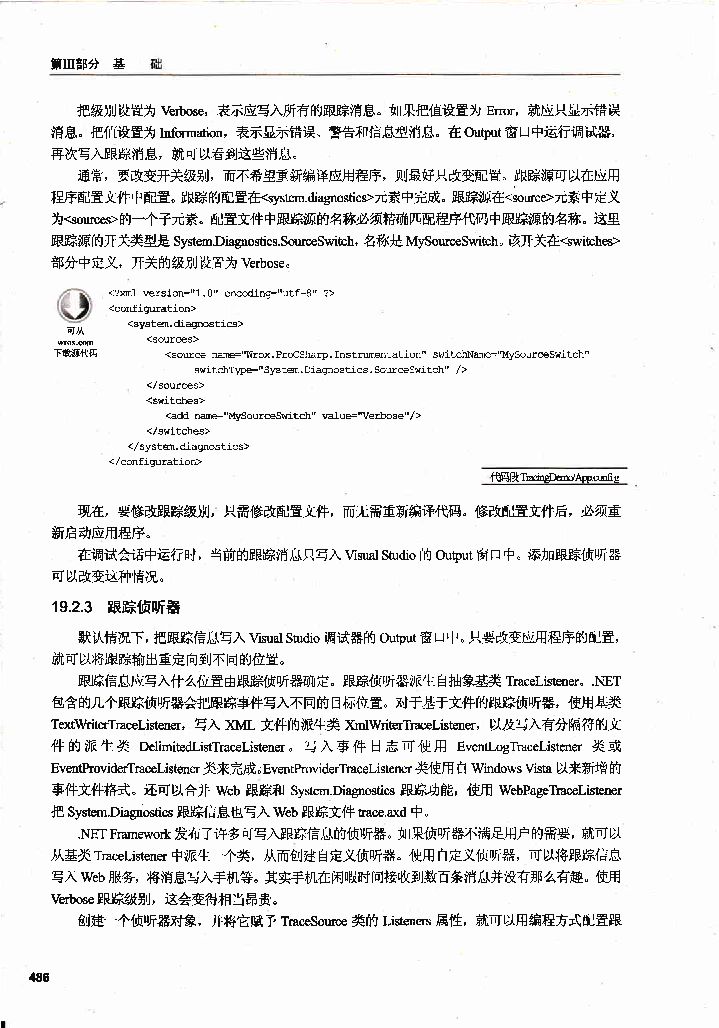 第III部分 基 础
把级别设置为 Verbose，表示应写入所有的跟踪消息。如果把值设置为 Error，就应只显示错误
消息。把值设置为 Information，表示显示错误、警告和信息型消息。在 Output 窗口中运行调试器，
再次写入跟踪消息，就可以看到这些消息。
通常，要改变开关级别，而不希望重新编译应用程序，则最好只改变配置。跟踪源可以在应用
程序配置文件中配置。跟踪的配置在<system.diagnostics>元素中完成。跟踪源在<source>元素中定义
为<sources>的一个子元素。配置文件中跟踪源的名称必须精确匹配程序代码中跟踪源的名称。这里
跟踪源的开关类型是 System.Diagnostics.SourceSwitch，名称是 MySourceSwitch。该开关在<switches>
部分中定义，开关的级别设置为 Verbose。
可从
wrox.com
下载源代码
<?xml version="1.0" encoding="utf-8" ?>
<configuration>
<system.diagnostics>
<sources>
<source name="Wrox.ProCSharp.Instrumentation" switchName="MySourceSwitch"
switchType="System.Diagnostics.SourceSwitch" />
</sources>
<switches>
<add name="MySourceSwitch" value="Verbose"/>
</switches>
</system.diagnostics>
</configuration>
代码段 TracingDemo/App.config
现在，要修改跟踪级别，只需修改配置文件，而无需重新编译代码。修改配置文件后，必须重
新启动应用程序。
在调试会话中运行时，当前的跟踪消息只写入 Visual Studio 的 Output 窗口中。添加跟踪侦听器
可以改变这种情况。
19.2.3 跟踪侦听器
默认情况下，把跟踪信息写入 Visual Studio 调试器的 Output 窗口中。只要改变应用程序的配置，
就可以将跟踪输出重定向到不同的位置。
跟踪信息应写入什么位置由跟踪侦听器确定。跟踪侦听器派生自抽象基类 TraceListener。.NET
包含的几个跟踪侦听器会把跟踪事件写入不同的目标位置。对于基于文件的跟踪侦听器，使用基类
TextWriterTraceListener，写入 XML 文件的派生类 XmlWriterTraceListener，以及写入有分隔符的文
件的派生类 DelimitedListTraceListener。写入事件日志可使用 EventLogTraceListener 类或
EventProviderTraceListener 类来完成。EventProviderTraceListener 类使用自 Windows Vista 以来新增的
事件文件格式。还可以合并 Web 跟踪和 System.Diagnostics 跟踪功能，使用 WebPageTraceListener
把 System.Diagnostics 跟踪信息也写入 Web 跟踪文件 trace.axd 中。
.NET Framework 发布了许多可写入跟踪信息的侦听器。如果侦听器不满足用户的需要，就可以
从基类 TraceListener 中派生一个类，从而创建自定义侦听器。使用自定义侦听器，可以将跟踪信息
写入 Web 服务，将消息写入手机等。其实手机在闲暇时间接收到数百条消息并没有那么有趣。使用
Verbose 跟踪级别，这会变得相当昂贵。
创建一个侦听器对象，并将它赋予 TraceSource 类的 Listeners 属性，就可以用编程方式配置跟
486